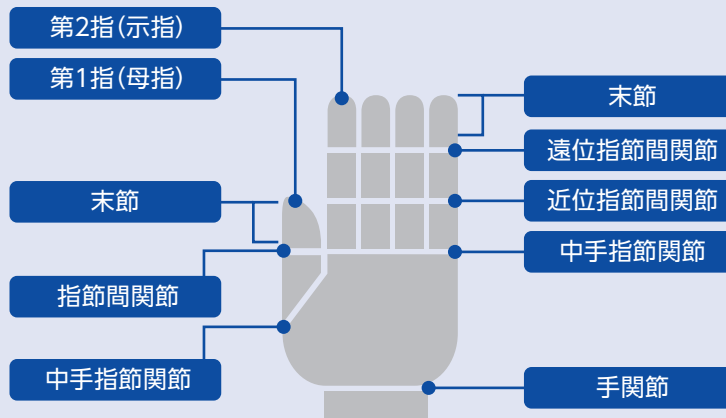 第2指(示指)
第1指(母指)
末節
指節間関節
中手指節関節
末節
遠位指節間関節
近位指節間関節
中手指節関節
手関節